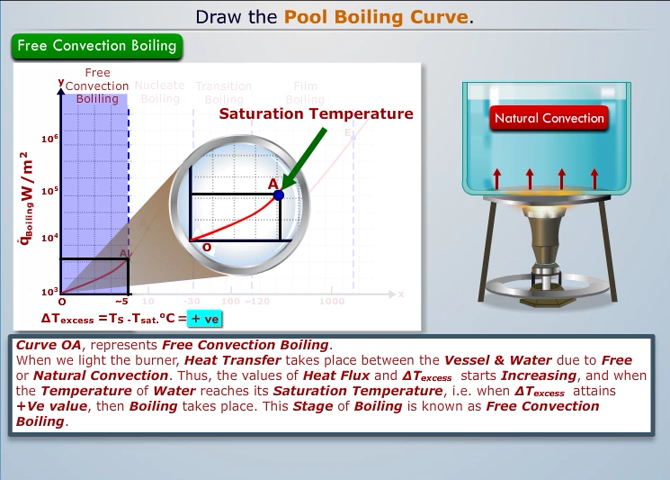 Draw the Pool Boiling Curve.
Free Convection Boiling
y
Free
Convection
Boliling
Nucleate
Boiling
Transition
Boiling
Film
Boiling
Saturation Temperature
Natural Convection
10⁶
10⁵
10⁴
10³
q̇Boiling W/m²
A
O
A
E
O
~5
10
~30
100
~120
1000
x
ΔTexcess =TS -Tsat.°C = + ve
Curve OA, represents Free Convection Boiling.
When we light the burner, Heat Transfer takes place between the Vessel & Water due to Free
or Natural Convection. Thus, the values of Heat Flux and ΔTexcess starts Increasing, and when
the Temperature of Water reaches its Saturation Temperature, i.e. when ΔTexcess attains
+Ve value, then Boiling takes place. This Stage of Boiling is known as Free Convection
Boiling.